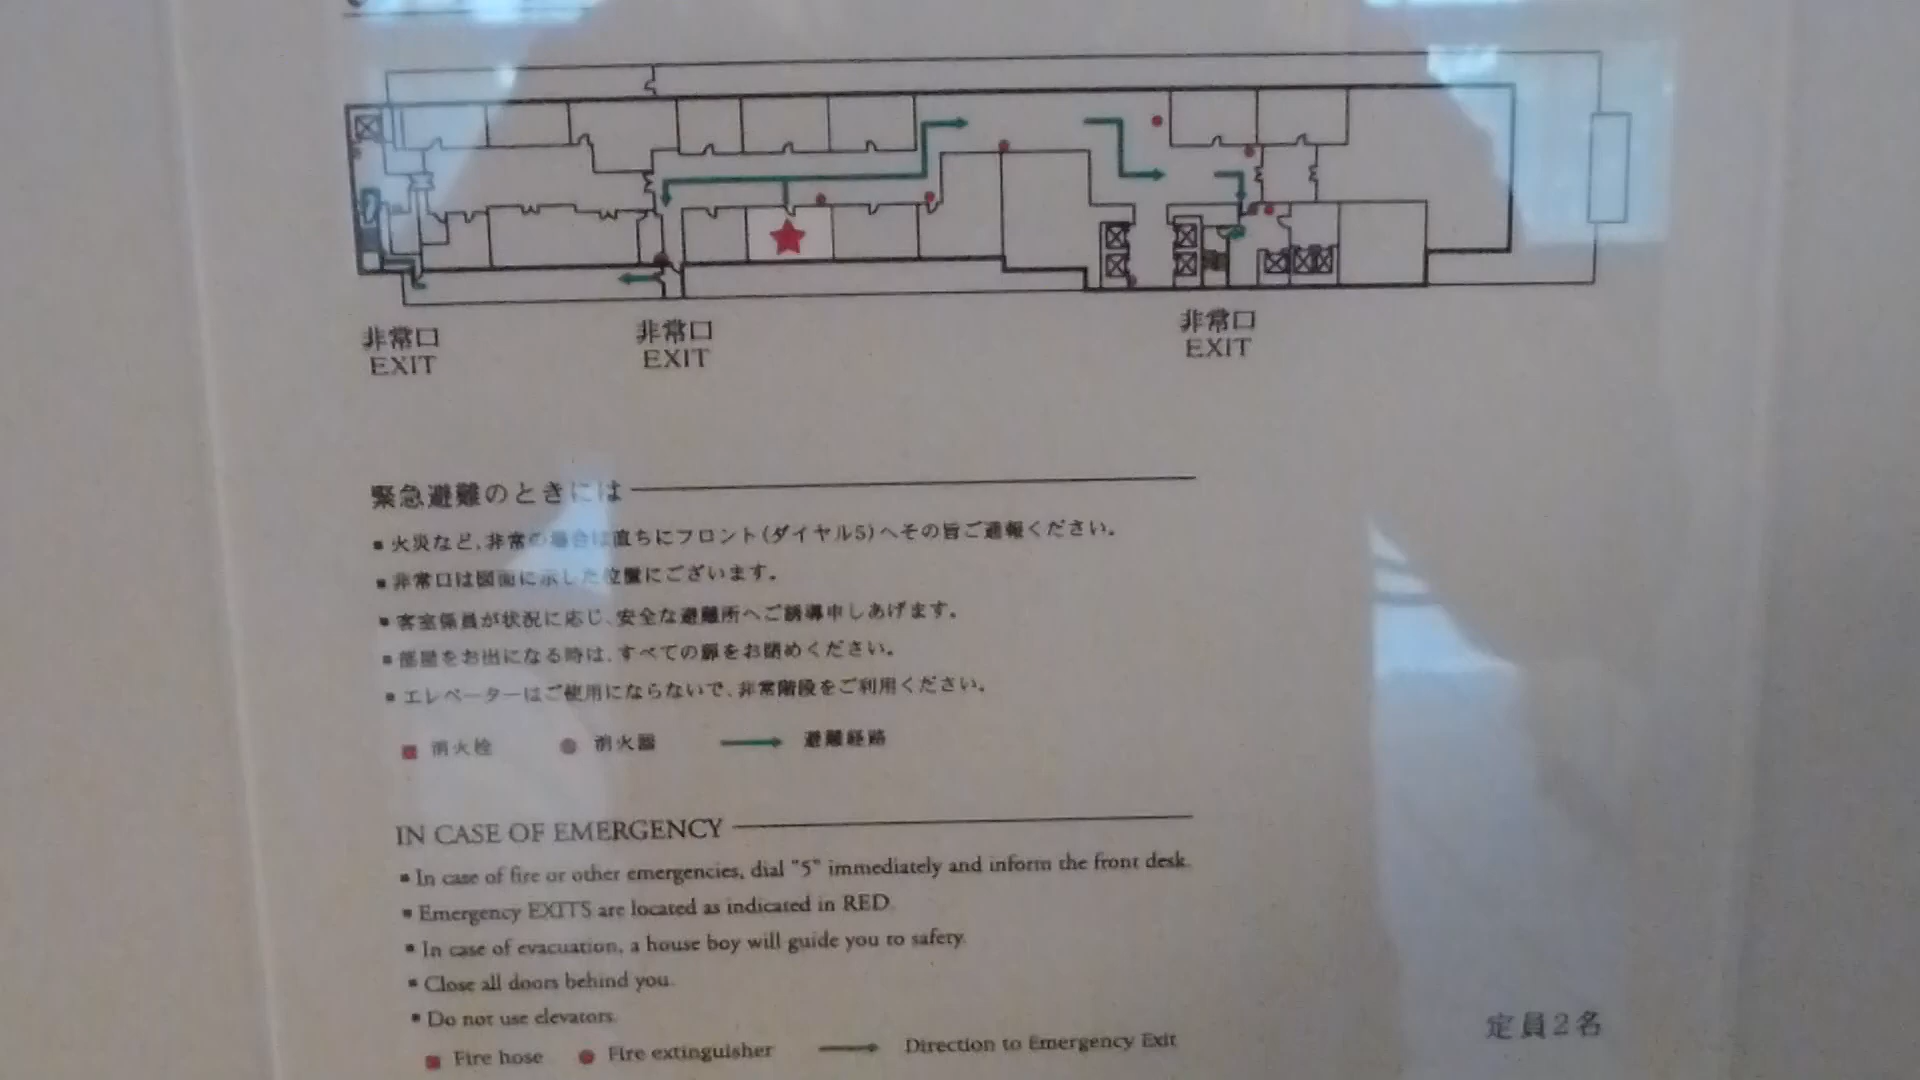 非常口
EXIT
非常口
EXIT
非常口
EXIT
緊急避難のときには
▪ 火災など、非常の場合は直ちにフロント(ダイヤル5)へその旨ご通報ください。
▪ 非常口は図面に示した位置にございます。
▪ 客室係員が状況に応じ、安全な避難所へご誘導申しあげます。
▪ 部屋をお出になる時は、すべての扉をお閉めください。
▪ エレベーターはご使用にならないで、非常階段をご利用ください。
消火栓 消火器 避難経路
IN CASE OF EMERGENCY
▪ In case of fire or other emergencies, dial "5" immediately and inform the front desk.
▪ Emergency EXITS are located as indicated in RED.
▪ In case of evacuation, a house boy will guide you to safety.
▪ Close all doors behind you.
▪ Do not use elevators.
Fire hose Fire extinguisher Direction to Emergency Exit
定員2名